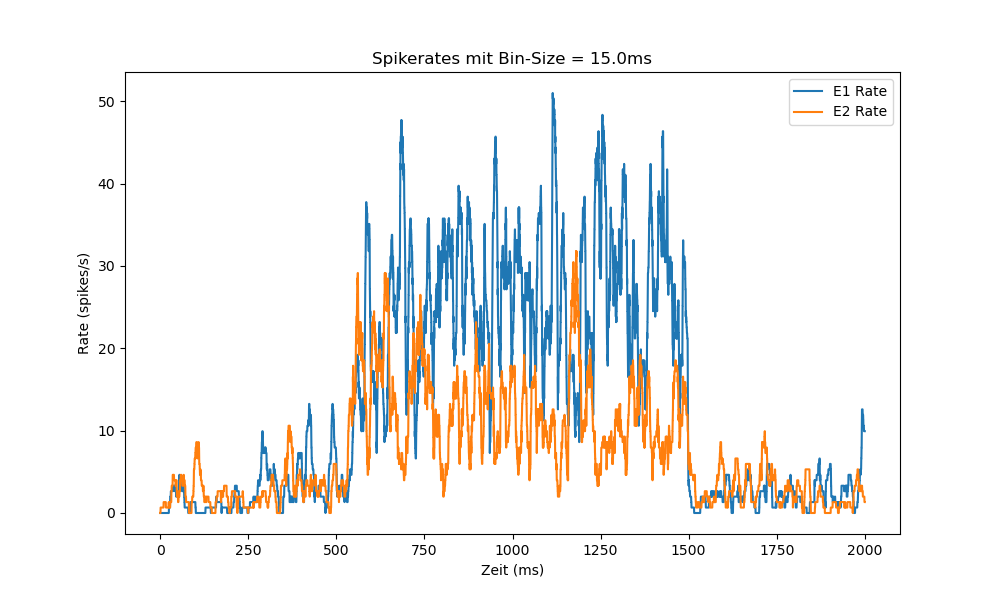 Spikerates mit Bin-Size = 15.0ms
E1 Rate
E2 Rate
50
40
30
20
10
0
Rate (spikes/s)
0 250 500 750 1000 1250 1500 1750 2000
Zeit (ms)